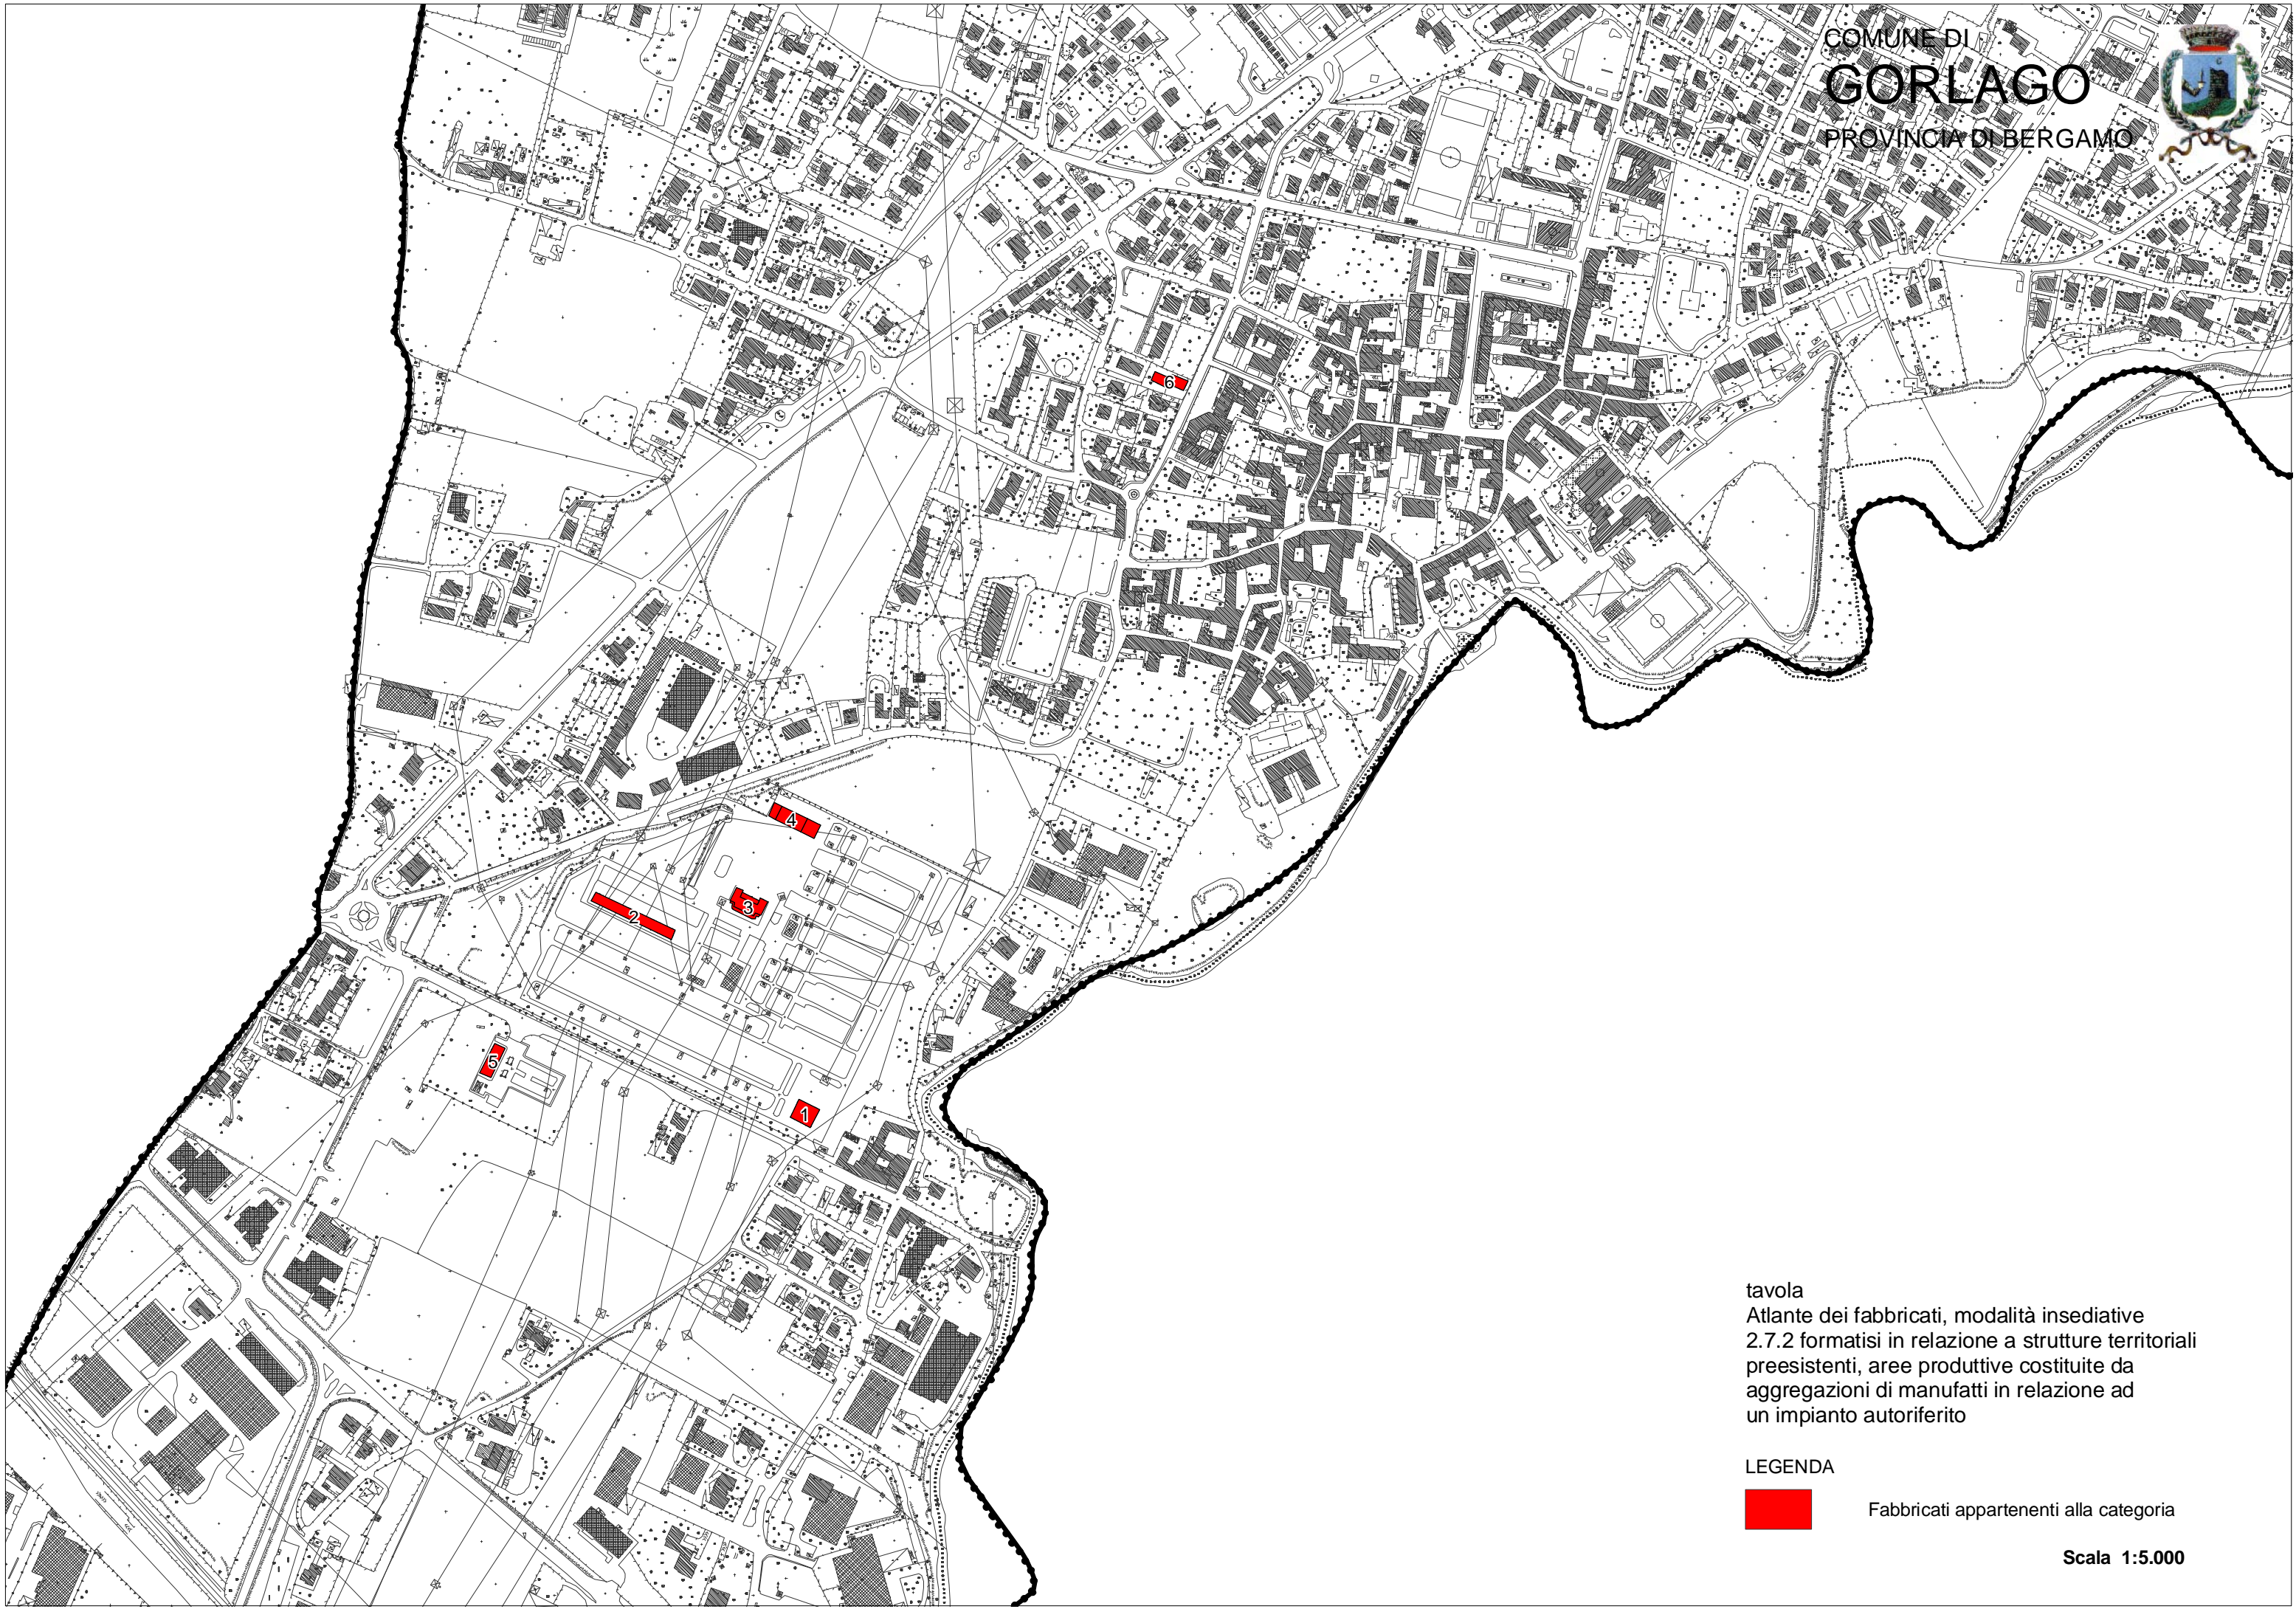 COMUNE DI
GORLAGO
PROVINCIA DI BERGAMO
6
4
3
2
5
1
tavola
Atlante dei fabbricati, modalità insediative
2.7.2 formatisi in relazione a strutture territoriali
preesistenti, aree produttive costituite da
aggregazioni di manufatti in relazione ad
un impianto autoriferito
LEGENDA
Fabbricati appartenenti alla categoria
Scala 1:5.000